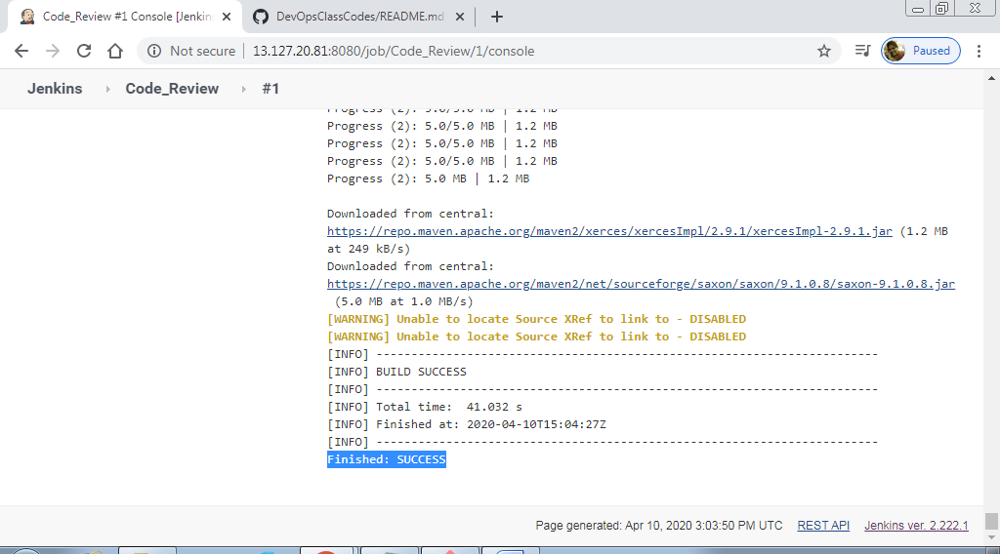 Code_Review #1 Console [Jenkins
DevOpsClassCodes/README.md
Not secure
13.127.20.81:8080/job/Code_Review/1/console
Paused
Jenkins
Code_Review
#1
Progress (2): 5.0/5.0 MB | 1.2 MB
Progress (2): 5.0/5.0 MB | 1.2 MB
Progress (2): 5.0/5.0 MB | 1.2 MB
Progress (2): 5.0/5.0 MB | 1.2 MB
Progress (2): 5.0 MB | 1.2 MB
Downloaded from central:
https://repo.maven.apache.org/maven2/xerces/xercesImpl/2.9.1/xercesImpl-2.9.1.jar (1.2 MB
at 249 kB/s)
Downloaded from central:
https://repo.maven.apache.org/maven2/net/sourceforge/saxon/saxon/9.1.0.8/saxon-9.1.0.8.jar
(5.0 MB at 1.0 MB/s)
[WARNING] Unable to locate Source XRef to link to - DISABLED
[WARNING] Unable to locate Source XRef to link to - DISABLED
[INFO] ------------------------------------------------------------------------
[INFO] BUILD SUCCESS
[INFO] ------------------------------------------------------------------------
[INFO] Total time:  41.032 s
[INFO] Finished at: 2020-04-10T15:04:27Z
[INFO] ------------------------------------------------------------------------
Finished: SUCCESS
Page generated: Apr 10, 2020 3:03:50 PM UTC
REST API
Jenkins ver. 2.222.1